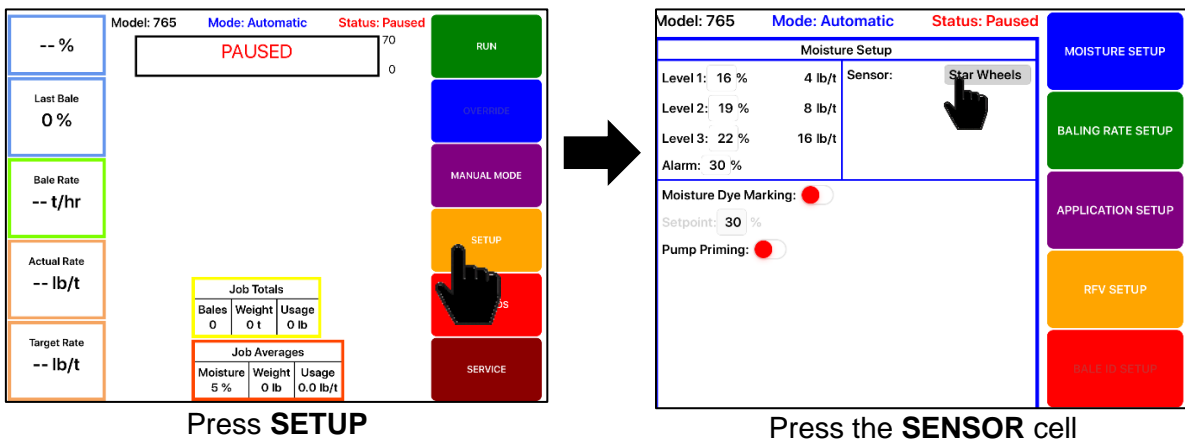 Model: 765 Mode: Automatic Status: Paused
-- %
PAUSED
70
0
RUN
Last Bale
0 %
OVERRIDE
Bale Rate
-- t/hr
MANUAL MODE
Actual Rate
-- lb/t
SETUP
Job Totals
Bales Weight Usage
0 0 t 0 lb
Target Rate
-- lb/t
Job Averages
Moisture Weight Usage
5 % 0 lb 0.0 lb/t
SERVICE
Press SETUP
Model: 765 Mode: Automatic Status: Paused
Moisture Setup
Level 1: 16 % 4 lb/t
Level 2: 19 % 8 lb/t
Level 3: 22 % 16 lb/t
Alarm: 30 %
Sensor: Star Wheels
Moisture Dye Marking:
Setpoint: 30 %
Pump Priming:
MOISTURE SETUP
BALING RATE SETUP
APPLICATION SETUP
RFV SETUP
BALE ID SETUP
Press the SENSOR cell